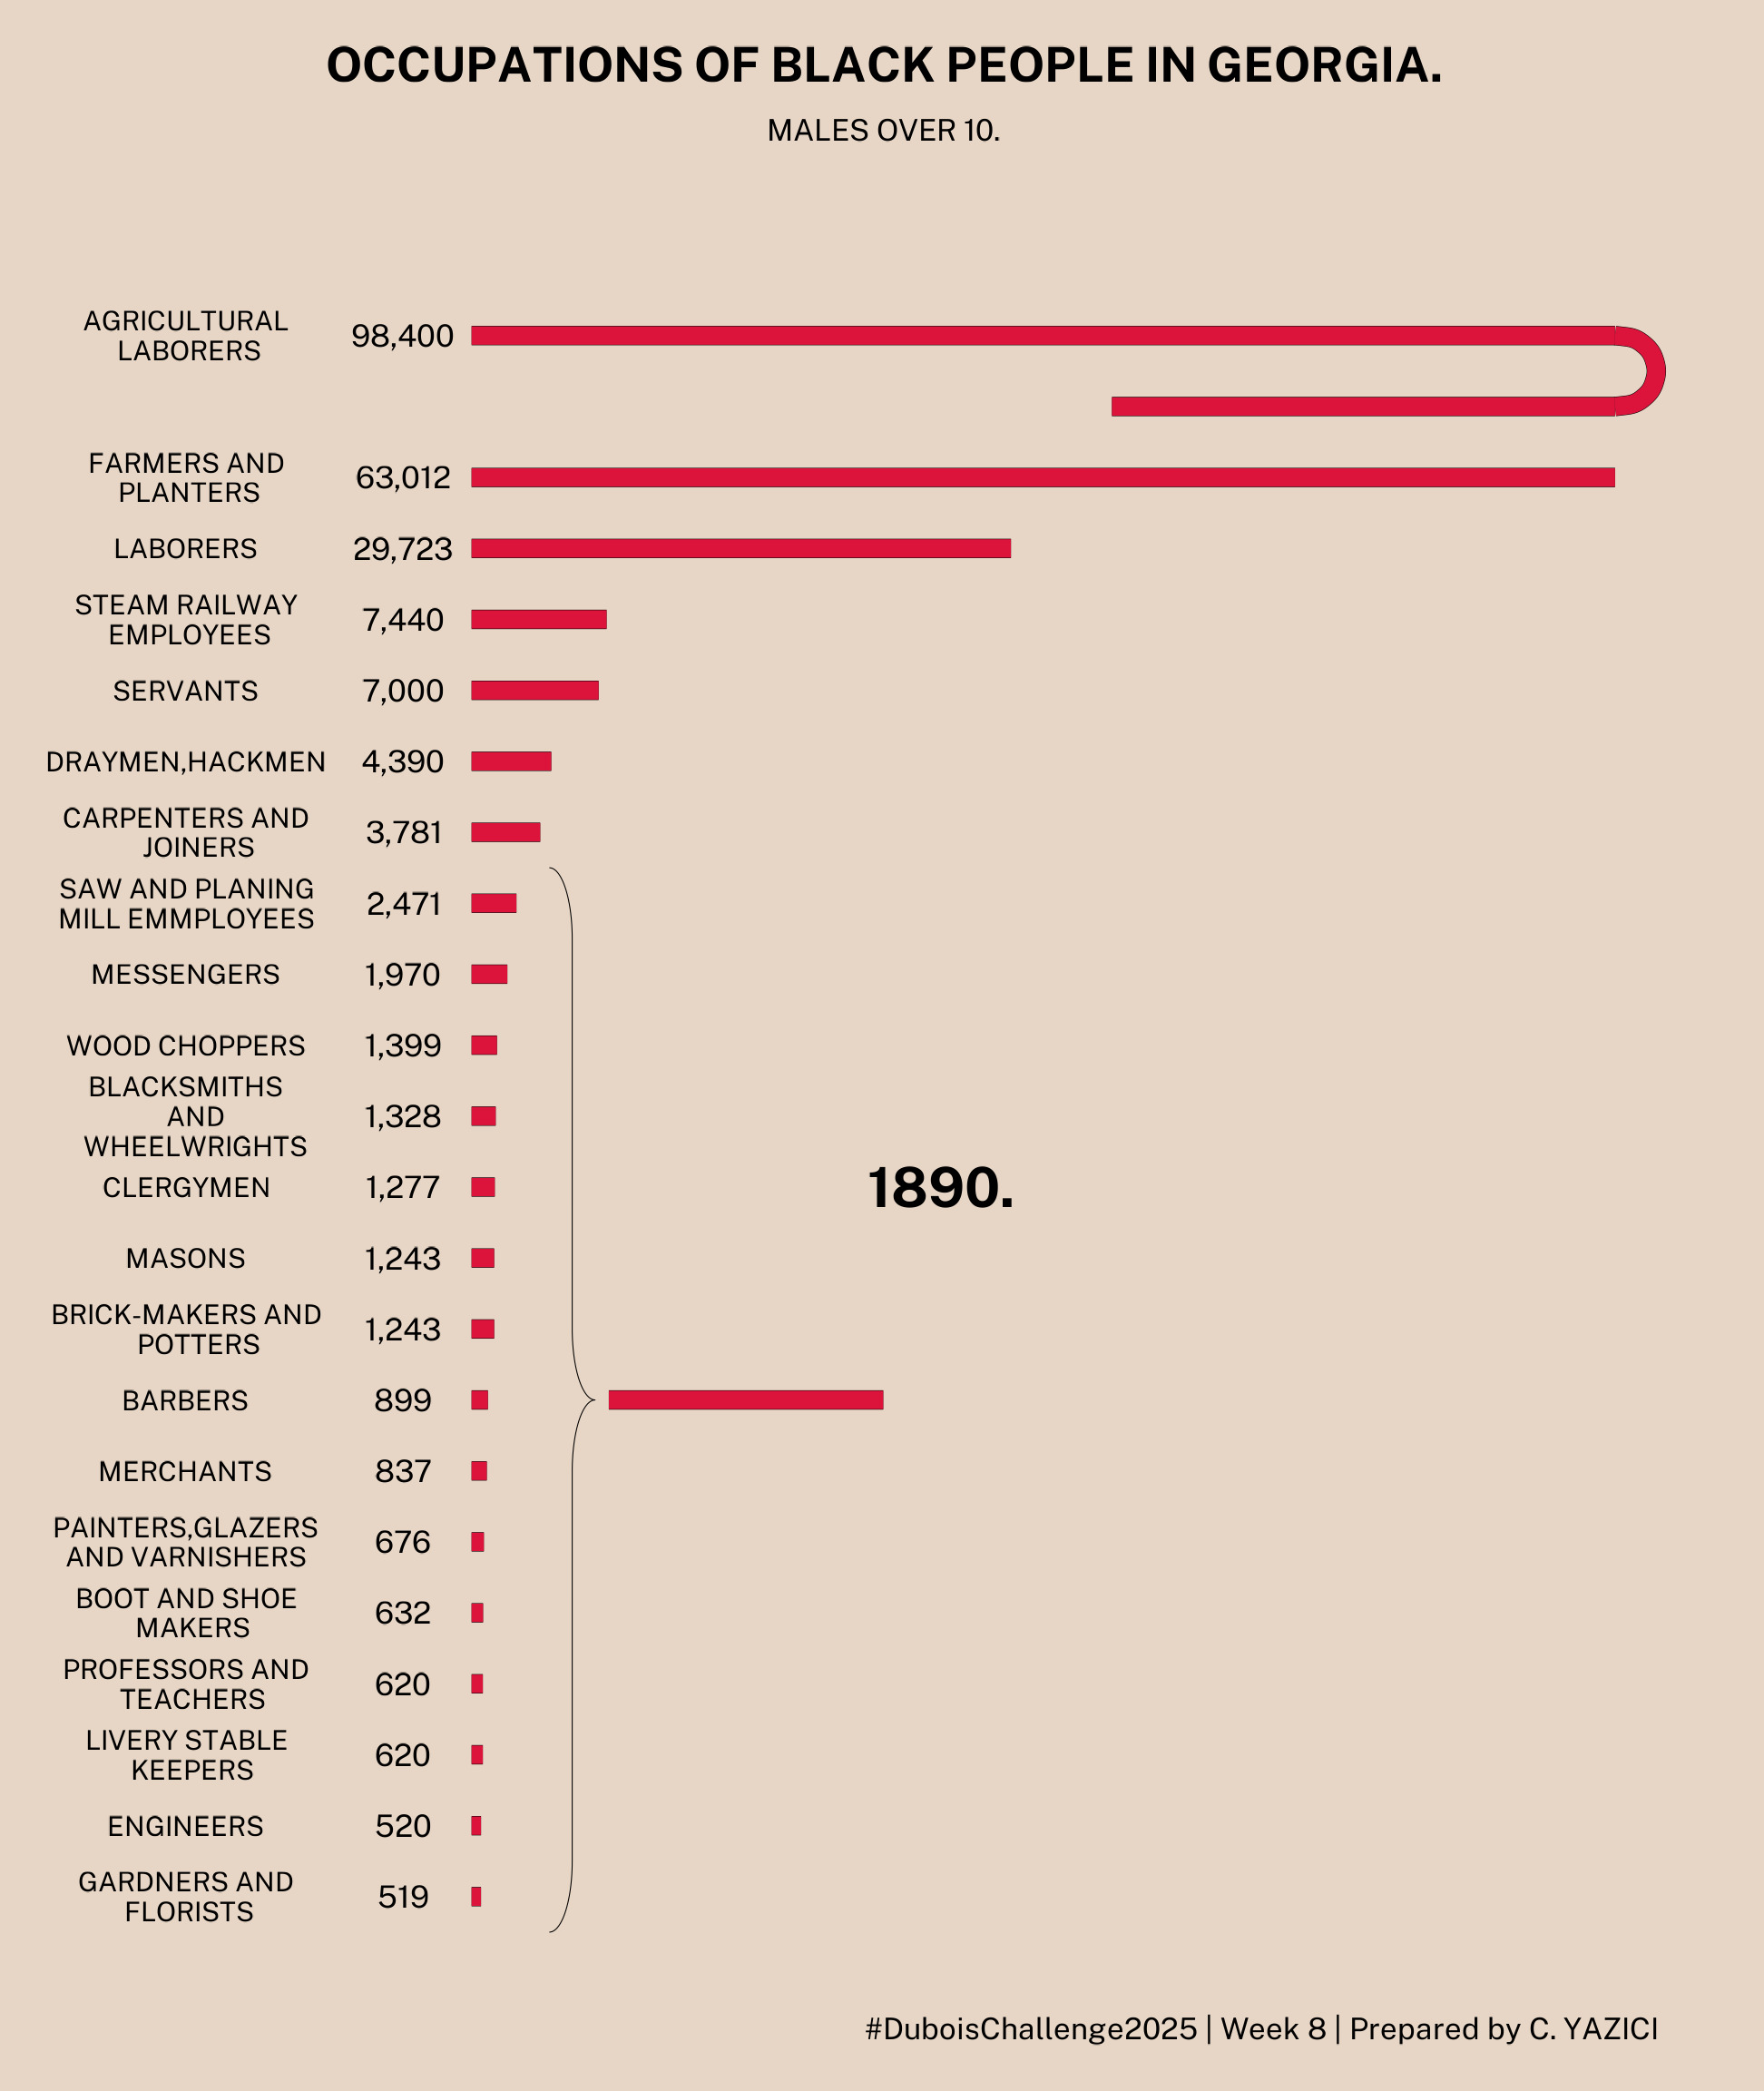 OCCUPATIONS OF BLACK PEOPLE IN GEORGIA.
MALES OVER 10.
AGRICULTURAL
LABORERS
98,400
FARMERS AND
PLANTERS
63,012
LABORERS
29,723
STEAM RAILWAY
EMPLOYEES
7,440
SERVANTS
7,000
DRAYMEN,HACKMEN
4,390
CARPENTERS AND
JOINERS
3,781
SAW AND PLANING
MILL EMMPLOYEES
2,471
MESSENGERS
1,970
WOOD CHOPPERS
1,399
BLACKSMITHS
AND
WHEELWRIGHTS
1,328
CLERGYMEN
1,277
1890.
MASONS
1,243
BRICK-MAKERS AND
POTTERS
1,243
BARBERS
899
MERCHANTS
837
PAINTERS,GLAZERS
AND VARNISHERS
676
BOOT AND SHOE
MAKERS
632
PROFESSORS AND
TEACHERS
620
LIVERY STABLE
KEEPERS
620
ENGINEERS
520
GARDNERS AND
FLORISTS
519
#DuboisChallenge2025 | Week 8 | Prepared by C. YAZICI